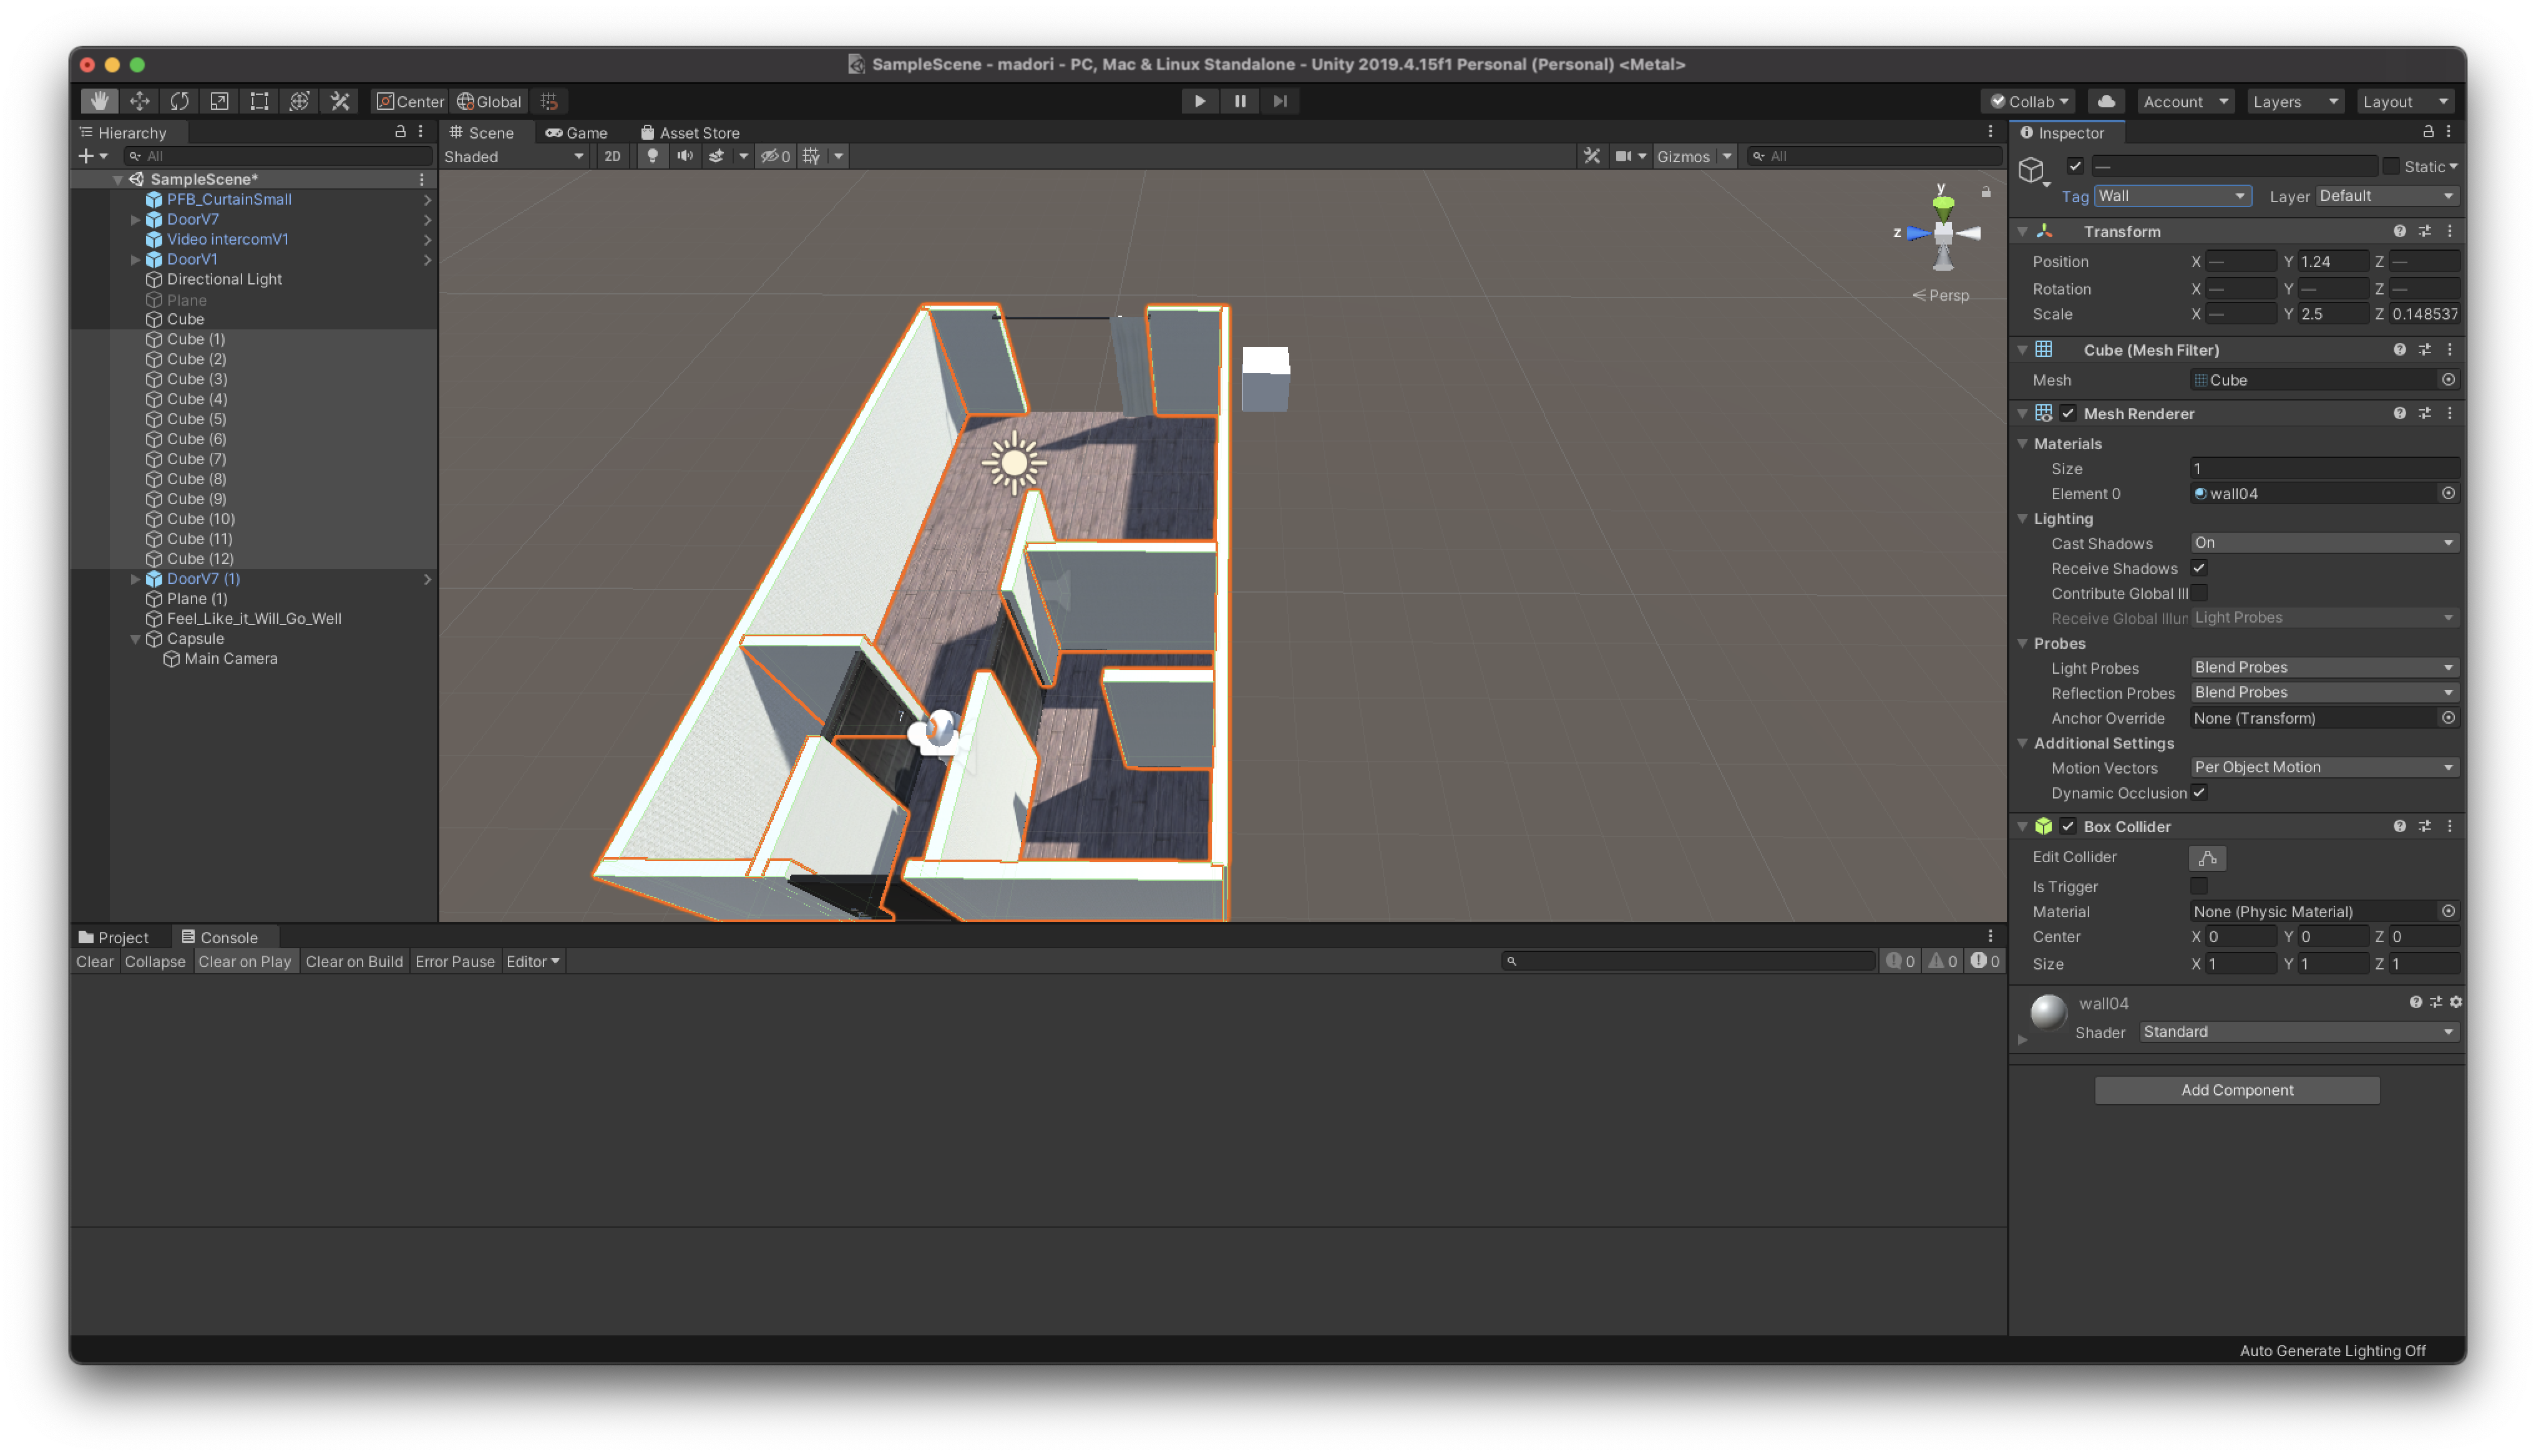 SampleScene - madori - PC, Mac & Linux Standalone - Unity 2019.4.15f1 Personal (Personal) <Metal>
Center Global Collab Account Layers Layout
Hierarchy
All
SampleScene*
PFB_CurtainSmall
DoorV7
Video intercomV1
DoorV1
Directional Light
Plane
Cube
Cube (1)
Cube (2)
Cube (3)
Cube (4)
Cube (5)
Cube (6)
Cube (7)
Cube (8)
Cube (9)
Cube (10)
Cube (11)
Cube (12)
DoorV7 (1)
Plane (1)
Feel_Like_it_Will_Go_Well
Capsule
Main Camera
Scene Game Asset Store
Shaded 2D 0 Gizmos All
y
z
Persp
Project Console
Clear Collapse Clear on Play Clear on Build Error Pause Editor 0 0 0
Inspector
— Static
Tag Wall Layer Default
Transform
Position X — Y 1.24 Z —
Rotation X — Y — Z —
Scale X — Y 2.5 Z 0.148537
Cube (Mesh Filter)
Mesh Cube
Mesh Renderer
Materials
Size 1
Element 0 wall04
Lighting
Cast Shadows On
Receive Shadows
Contribute Global Ill
Receive Global Illur Light Probes
Probes
Light Probes Blend Probes
Reflection Probes Blend Probes
Anchor Override None (Transform)
Additional Settings
Motion Vectors Per Object Motion
Dynamic Occlusion
Box Collider
Edit Collider
Is Trigger
Material None (Physic Material)
Center X 0 Y 0 Z 0
Size X 1 Y 1 Z 1
wall04
Shader Standard
Add Component
Auto Generate Lighting Off